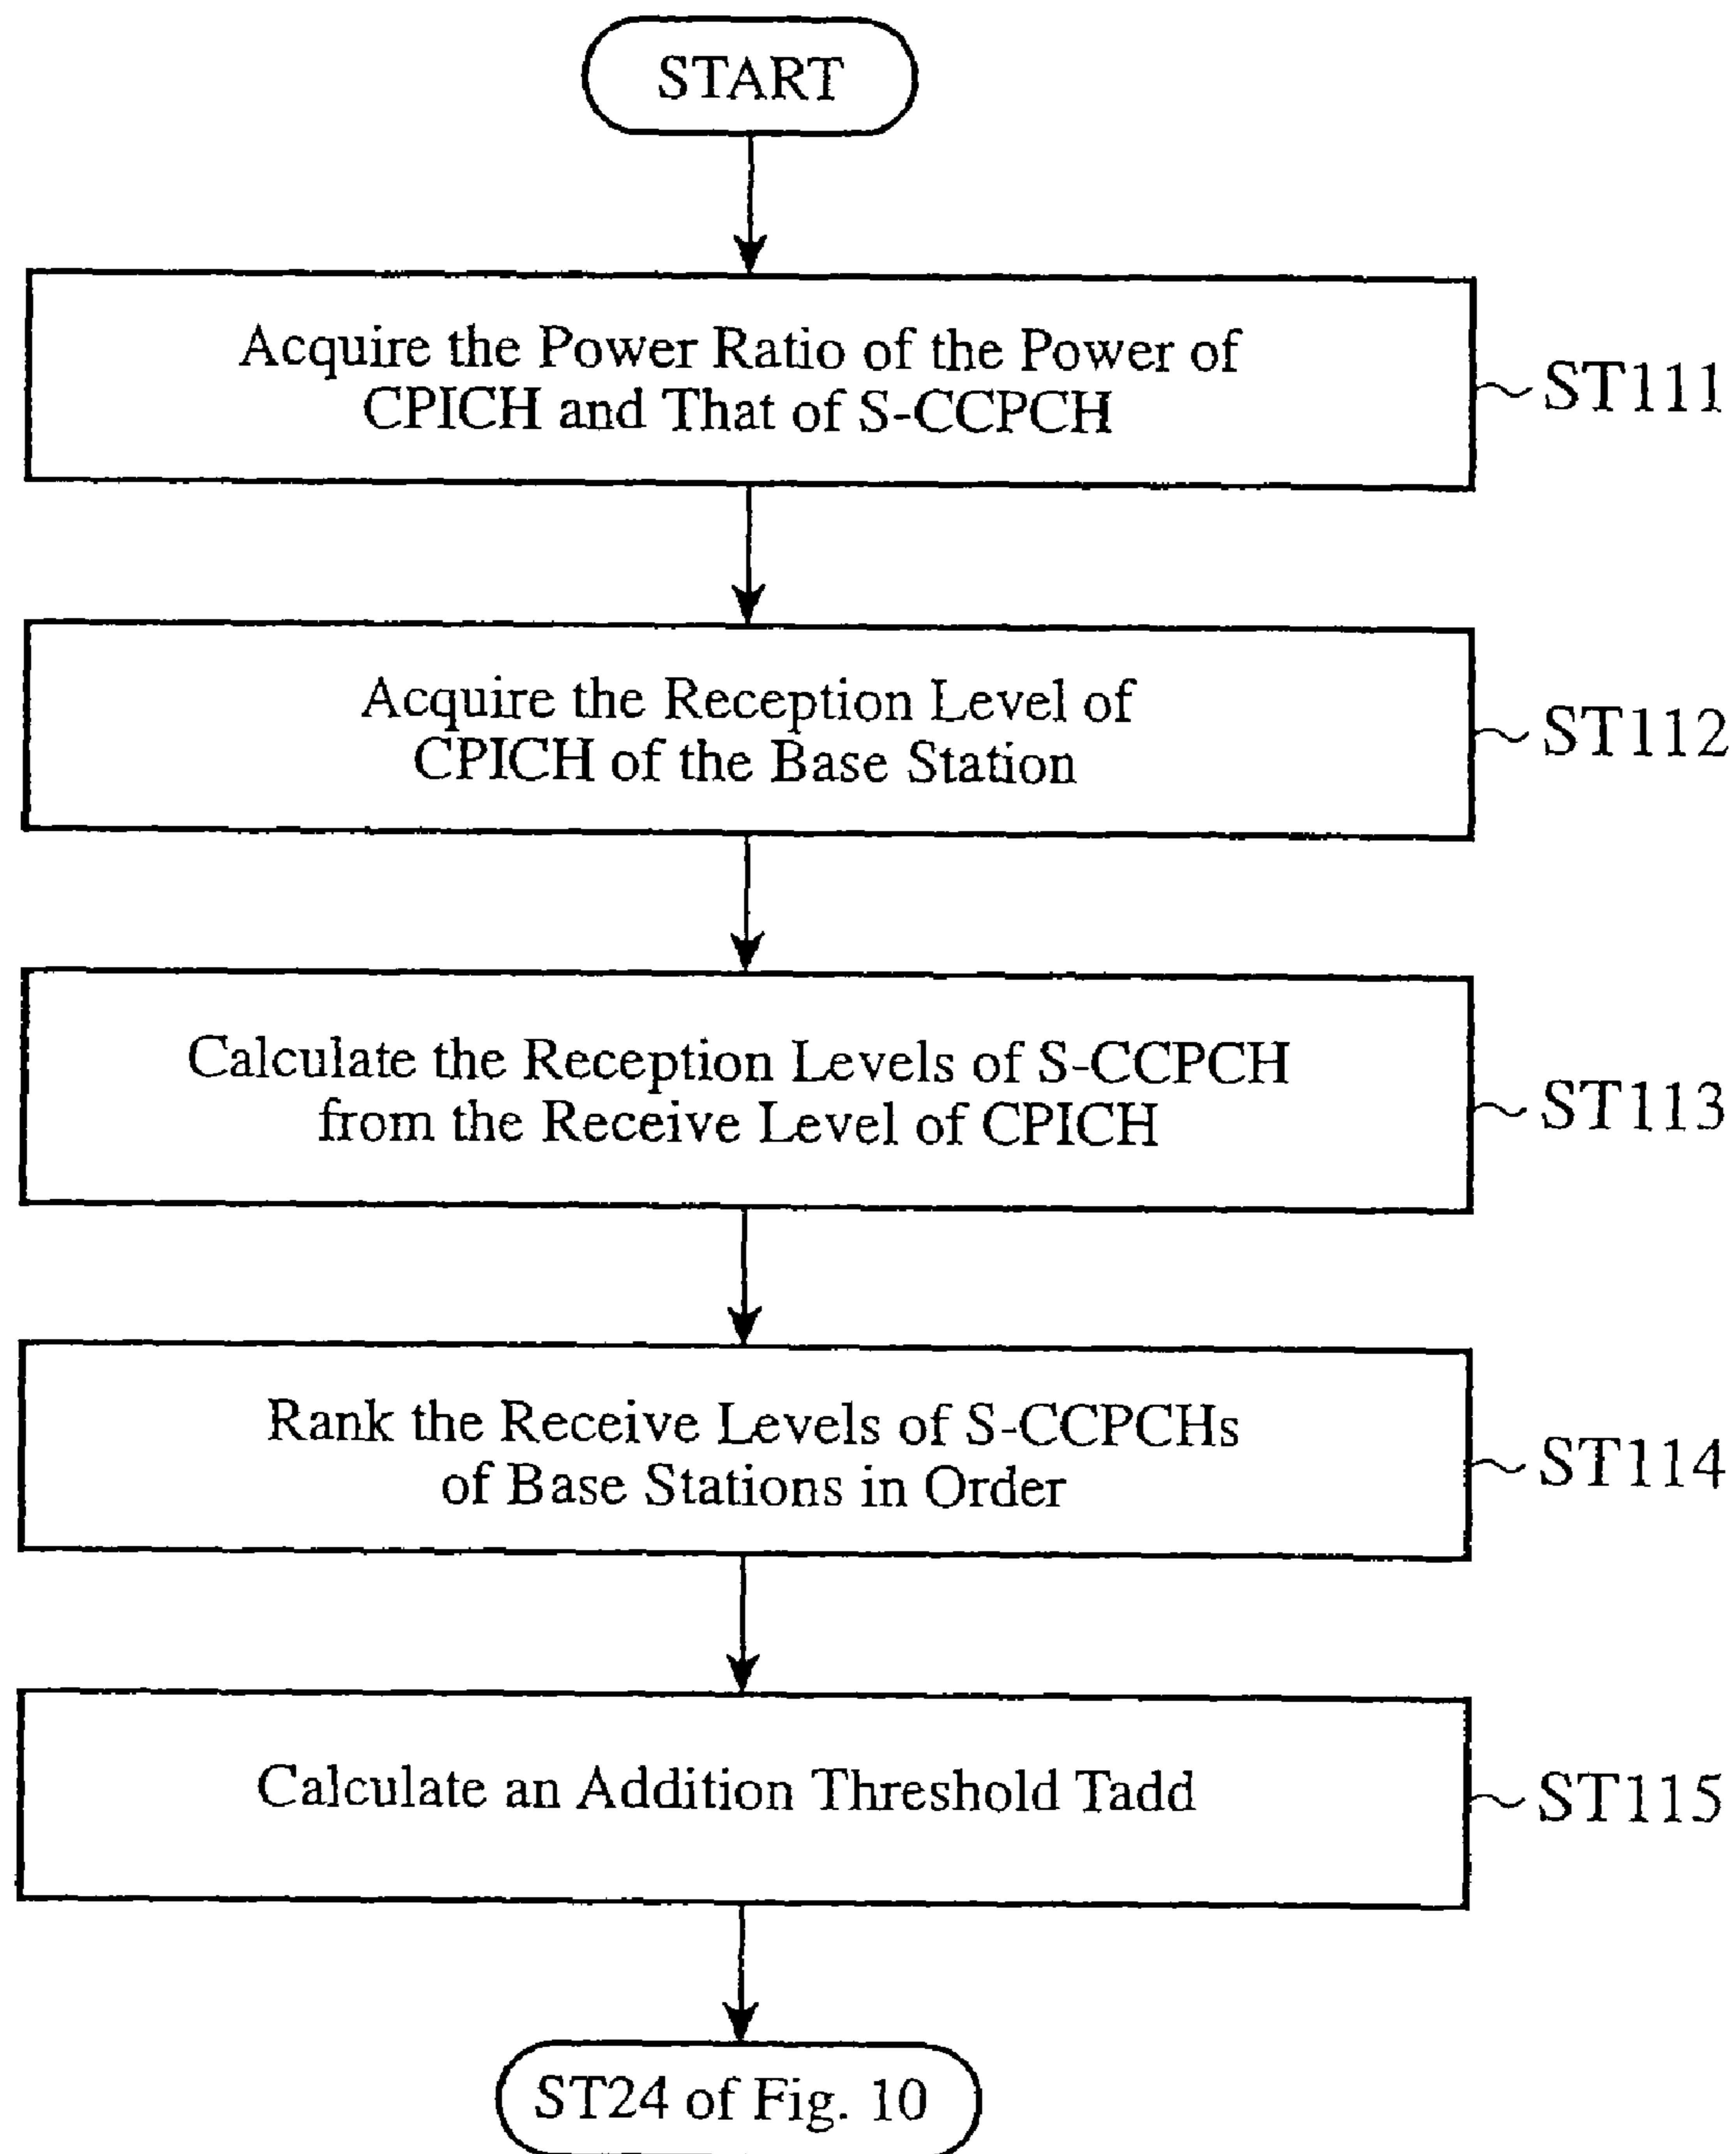 START
Acquire the Power Ratio of the Power of
CPICH and That of S-CCPCH
ST111
Acquire the Reception Level of
CPICH of the Base Station
ST112
Calculate the Reception Levels of S-CCPCH
from the Receive Level of CPICH
ST113
Rank the Receive Levels of S-CCPCHs
of Base Stations in Order
ST114
Calculate an Addition Threshold Tadd
ST115
ST24 of Fig. 10